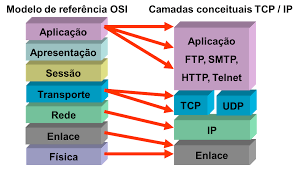 Modelo de referência OSI
Camadas conceituais TCP / IP
Aplicação
Apresentação
Sessão
Transporte
Rede
Enlace
Física
Aplicação
FTP, SMTP,
HTTP, Telnet
TCP
UDP
IP
Enlace